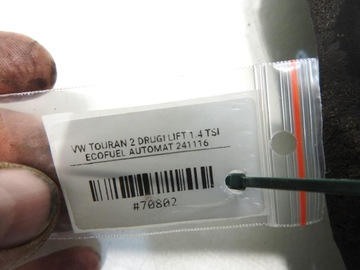 VW TOURAN 2 DRUGI LIFT 1.4 TSI
ECOFUEL AUTOMAT 241116
#70802